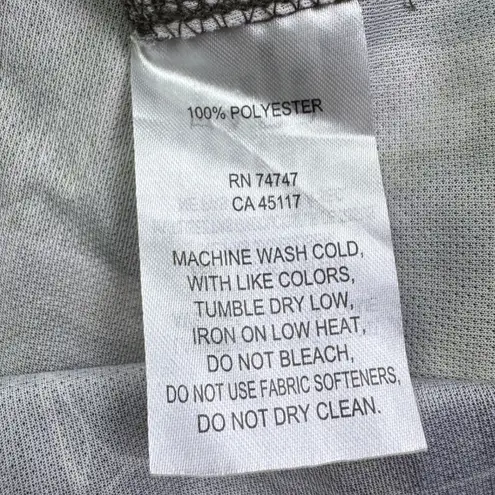 100% POLYESTER
RN 74747
CA 45117
MACHINE WASH COLD,
WITH LIKE COLORS,
TUMBLE DRY LOW,
IRON ON LOW HEAT,
DO NOT BLEACH,
DO NOT USE FABRIC SOFTENERS,
DO NOT DRY CLEAN.